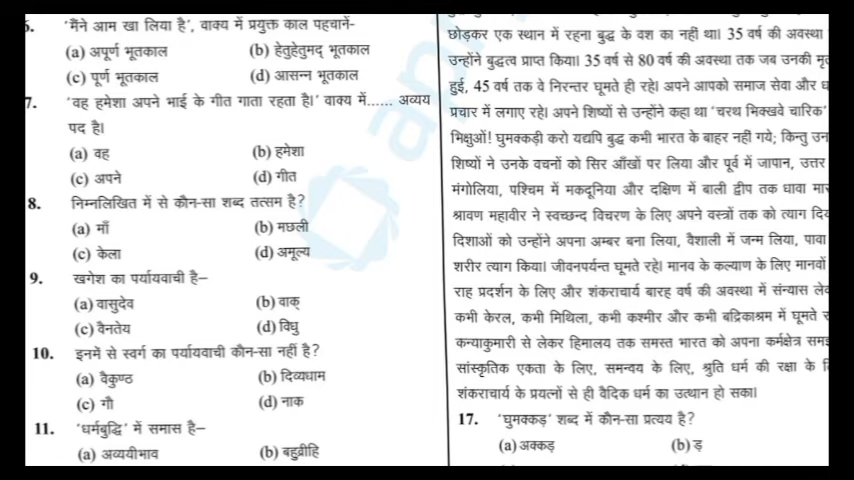 6. 'मैंने आम खा लिया है', वाक्य में प्रयुक्त काल पहचानें-
(a) अपूर्ण भूतकाल (b) हेतुहेतुमद् भूतकाल
(c) पूर्ण भूतकाल (d) आसन्न भूतकाल
7. 'वह हमेशा अपने भाई के गीत गाता रहता है।' वाक्य में...... अव्यय
पद है।
(a) वह (b) हमेशा
(c) अपने (d) गीत
8. निम्नलिखित में से कौन-सा शब्द तत्सम है?
(a) माँ (b) मछली
(c) केला (d) अमूल्य
9. खगेश का पर्यायवाची है–
(a) वासुदेव (b) वाक्
(c) वैनतेय (d) विधु
10. इनमें से स्वर्ग का पर्यायवाची कौन-सा नहीं है?
(a) वैकुण्ठ (b) दिव्यधाम
(c) गौ (d) नाक
11. 'धर्मबुद्धि' में समास है–
(a) अव्ययीभाव (b) बहुव्रीहि
छोड़कर एक स्थान में रहना बुद्ध के वश का नहीं था। 35 वर्ष की अवस्था
उन्होंने बुद्धत्व प्राप्त किया। 35 वर्ष से 80 वर्ष की अवस्था तक जब उनकी
हुई, 45 वर्ष तक वे निरन्तर घूमते ही रहे। अपने आपको समाज सेवा और
प्रचार में लगाए रहे। अपने शिष्यों से उन्होंने कहा था 'चरथ भिक्खवे चारिक'
भिक्षुओं! घुमक्कड़ी करो यद्यपि बुद्ध कभी भारत के बाहर नहीं गये; किन्तु उन
शिष्यों ने उनके वचनों को सिर आँखों पर लिया और पूर्व में जापान, उत्तर
मंगोलिया, पश्चिम में मकदूनिया और दक्षिण में बाली द्वीप तक धावा मार
श्रावण महावीर ने स्वच्छन्द विचरण के लिए अपने वस्त्रों तक को त्याग
दिशाओं को उन्होंने अपना अम्बर बना लिया, वैशाली में जन्म लिया, पावा
शरीर त्याग किया। जीवनपर्यन्त घूमते रहे। मानव के कल्याण के लिए मानवों
राह प्रदर्शन के लिए और शंकराचार्य बारह वर्ष की अवस्था में संन्यास
कभी केरल, कभी मिथिला, कभी कश्मीर और कभी बद्रिकाश्रम में घूमते
कन्याकुमारी से लेकर हिमालय तक समस्त भारत को अपना कर्मक्षेत्र
सांस्कृतिक एकता के लिए, समन्वय के लिए, श्रुति धर्म की रक्षा के
शंकराचार्य के प्रयत्नों से ही वैदिक धर्म का उत्थान हो सका।
17. 'घुमक्कड़' शब्द में कौन-सा प्रत्यय है?
(a) अक्कड़ (b) ड़